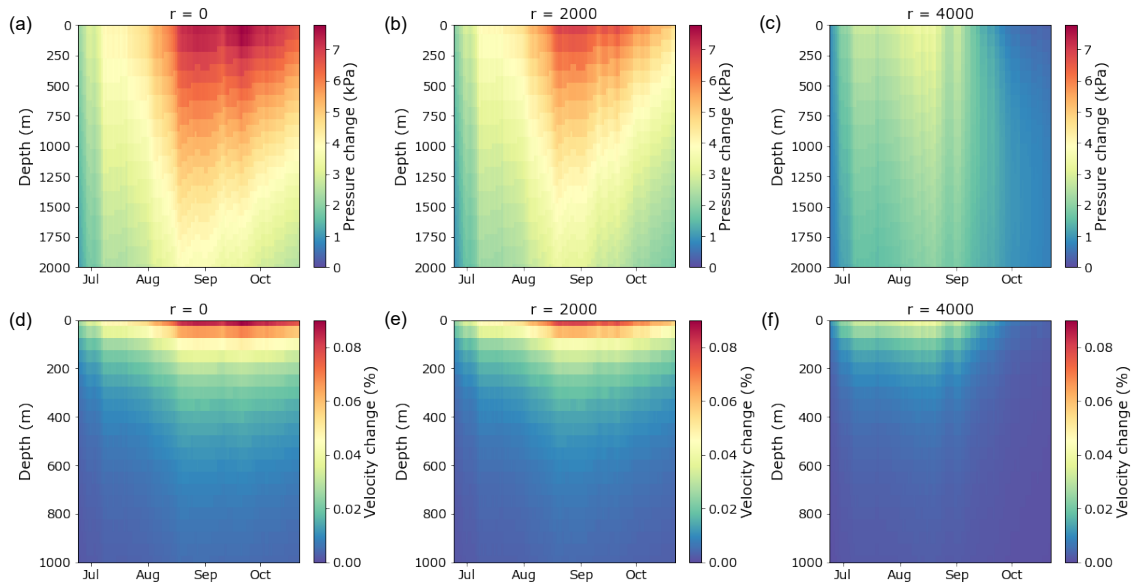 (a)
r = 0
0
250
500
750
1000
1250
1500
1750
2000
Depth (m)
Jul
Aug
Sep
Oct
7
6
5
4
3
2
1
0
Pressure change (kPa)
(b)
r = 2000
0
250
500
750
1000
1250
1500
1750
2000
Depth (m)
Jul
Aug
Sep
Oct
7
6
5
4
3
2
1
0
Pressure change (kPa)
(c)
r = 4000
0
250
500
750
1000
1250
1500
1750
2000
Depth (m)
Jul
Aug
Sep
Oct
7
6
5
4
3
2
1
0
Pressure change (kPa)
(d)
r = 0
0
200
400
600
800
1000
Depth (m)
Jul
Aug
Sep
Oct
0.08
0.06
0.04
0.02
0.00
Velocity change (%)
(e)
r = 2000
0
200
400
600
800
1000
Depth (m)
Jul
Aug
Sep
Oct
0.08
0.06
0.04
0.02
0.00
Velocity change (%)
(f)
r = 4000
0
200
400
600
800
1000
Depth (m)
Jul
Aug
Sep
Oct
0.08
0.06
0.04
0.02
0.00
Velocity change (%)